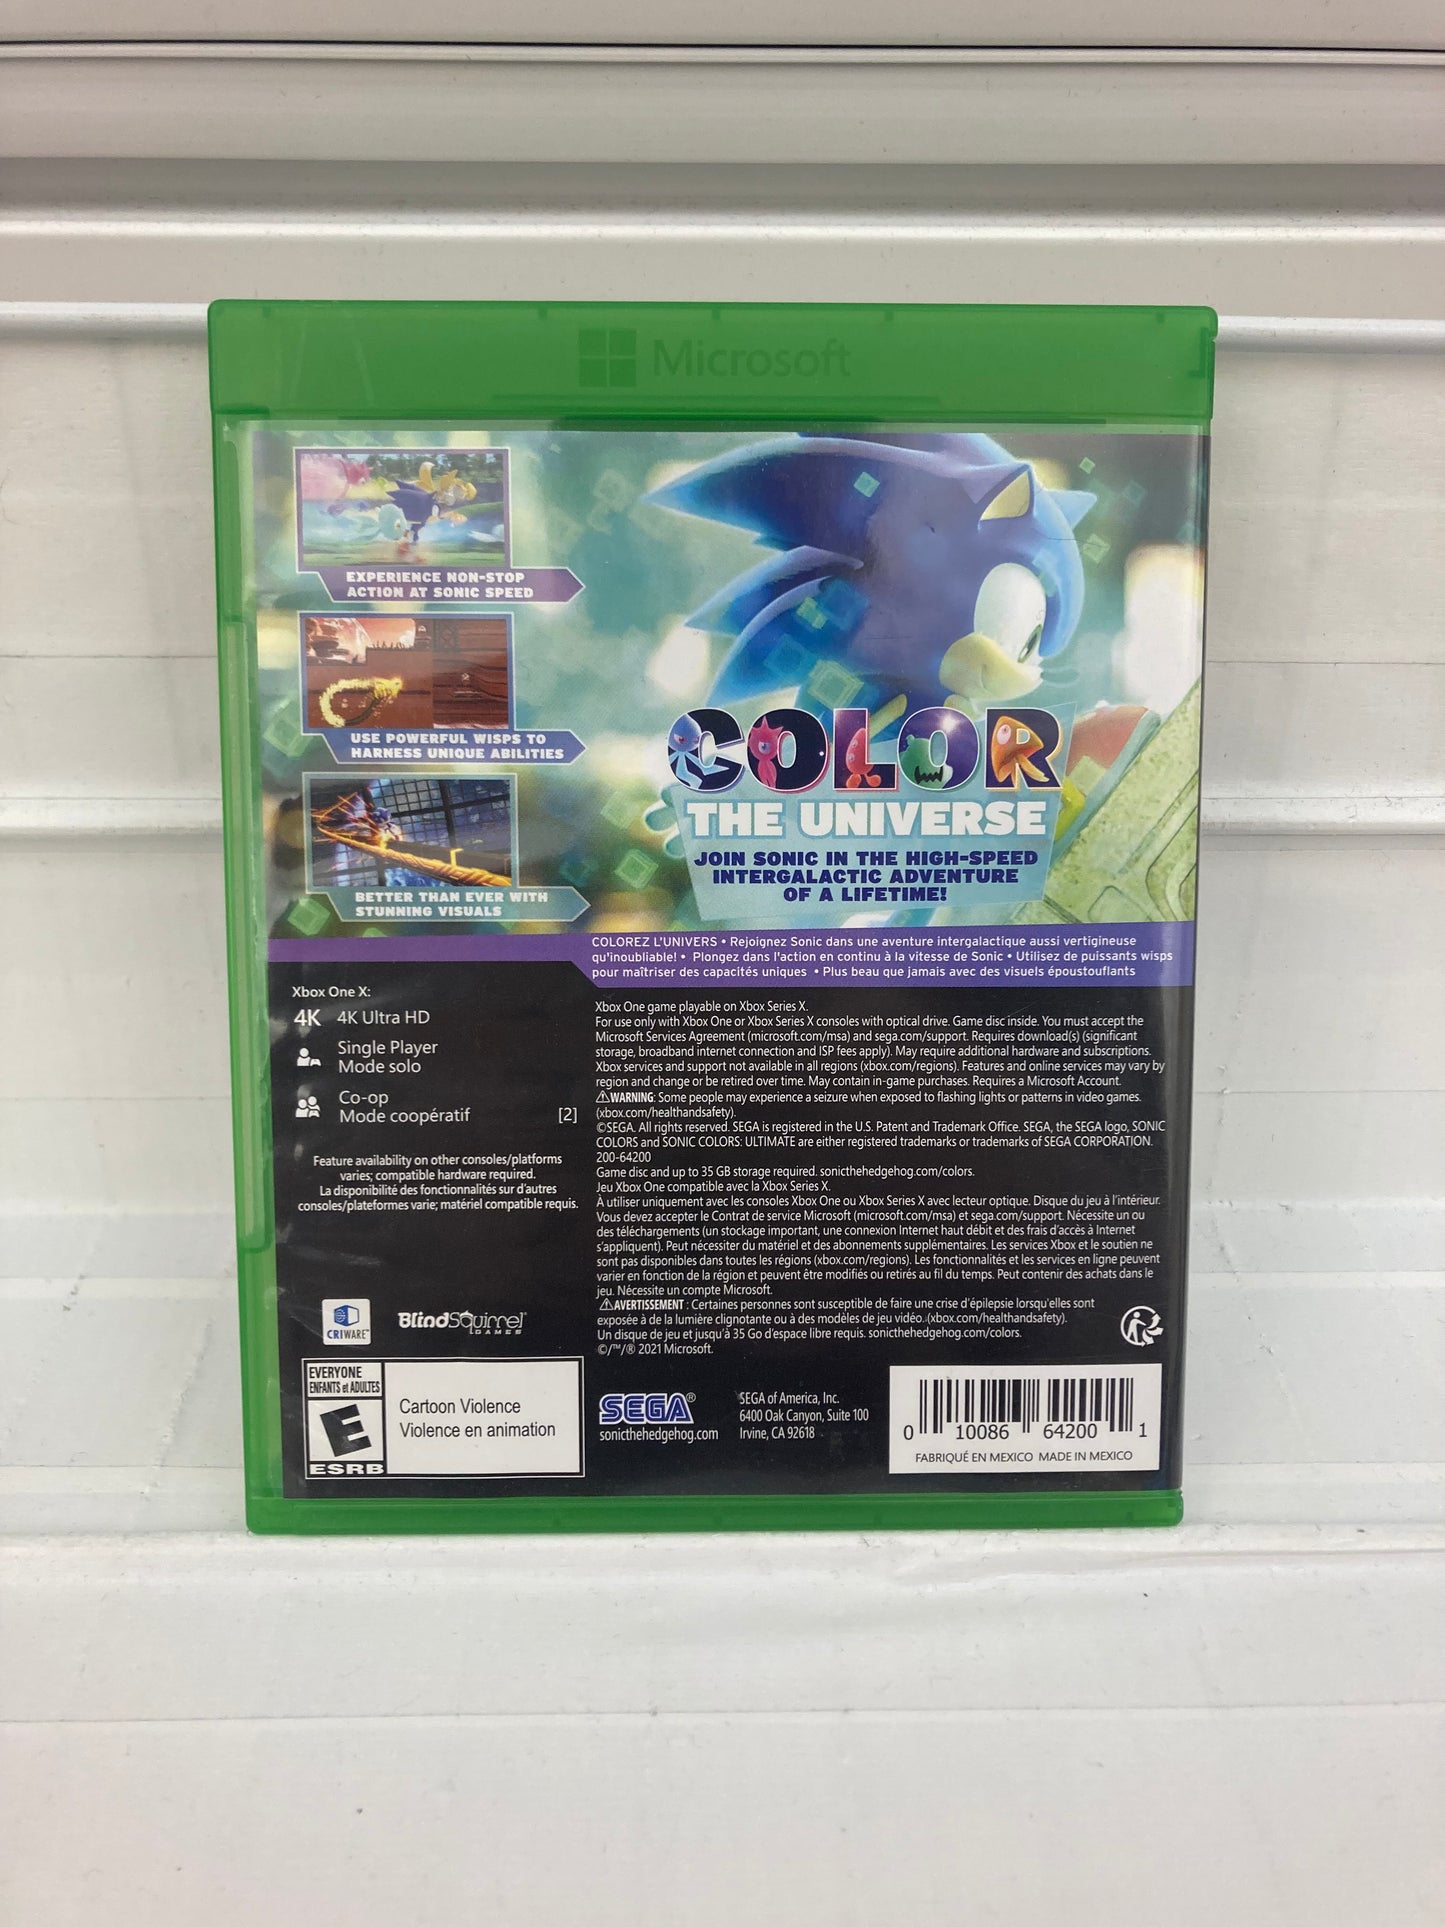 Microsoft
EXPERIENCE NON-STOP
ACTION AT SONIC SPEED
USE POWERFUL WISPS TO
HARNESS UNIQUE ABILITIES
BETTER THAN EVER WITH
STUNNING VISUALS
COLOR
THE UNIVERSE
JOIN SONIC IN THE HIGH-SPEED
INTERGALACTIC ADVENTURE
OF A LIFETIME!
COLOREZ L'UNIVERS • Rejoignez Sonic dans une aventure intergalactique aussi vertigineuse
qu'inoubliable! • Plongez dans l'action en continu à la vitesse de Sonic • Utilisez de puissants wisps
pour maîtriser des capacités uniques • Plus beau que jamais avec des visuels époustouflants
Xbox One X:
4K 4K Ultra HD
Single Player
Mode solo
Co-op
Mode coopératif [2]
Feature availability on other consoles/platforms
varies; compatible hardware required.
La disponibilité des fonctionnalités sur d'autres
consoles/plateformes varie; matériel compatible requis.
Xbox One game playable on Xbox Series X.
For use only with Xbox One or Xbox Series X consoles with optical drive. Game disc inside. You must accept the
Microsoft Services Agreement (microsoft.com/msa) and sega.com/support. Requires download(s) (significant
storage, broadband internet connection and ISP fees apply). May require additional hardware and subscriptions.
Xbox services and support not available in all regions (xbox.com/regions). Features and online services may vary by
region and change or be retired over time. May contain in-game purchases. Requires a Microsoft Account.
⚠WARNING: Some people may experience a seizure when exposed to flashing lights or patterns in video games.
(xbox.com/healthandsafety).
©SEGA. All rights reserved. SEGA is registered in the U.S. Patent and Trademark Office. SEGA, the SEGA logo, SONIC
COLORS and SONIC COLORS: ULTIMATE are either registered trademarks or trademarks of SEGA CORPORATION.
200-64200
Game disc and up to 35 GB storage required. sonicthehedgehog.com/colors.
Jeu Xbox One compatible avec la Xbox Series X.
À utiliser uniquement avec les consoles Xbox One ou Xbox Series X avec lecteur optique. Disque du jeu à l'intérieur.
Vous devez accepter le Contrat de service Microsoft (microsoft.com/msa) et sega.com/support. Nécessite un ou
des téléchargements (un stockage important, une connexion Internet haut débit et des frais d'accès à Internet
s'appliquent). Peut nécessiter du matériel et des abonnements supplémentaires. Les services Xbox et le soutien ne
sont pas disponibles dans toutes les régions (xbox.com/regions). Les fonctionnalités et les services en ligne peuvent
varier en fonction de la région et peuvent être modifiés ou retirés au fil du temps. Peut contenir des achats dans le
jeu. Nécessite un compte Microsoft.
⚠AVERTISSEMENT : Certaines personnes sont susceptible de faire une crise d'épilepsie lorsqu'elles sont
exposée à de la lumière clignotante ou à des modèles de jeu vidéo. (xbox.com/healthandsafety).
Un disque de jeu et jusqu'à 35 Go d'espace libre requis. sonicthehedgehog.com/colors.
©/™/® 2021 Microsoft.
CRIWARE™
BlindSquirrel
GAMES
EVERYONE
ENFANTS et ADULTES
E
ESRB
Cartoon Violence
Violence en animation
SEGA®
sonicthehedgehog.com
SEGA of America, Inc.
6400 Oak Canyon, Suite 100
Irvine, CA 92618
0 10086 64200 1
FABRIQUÉ EN MEXICO MADE IN MEXICO